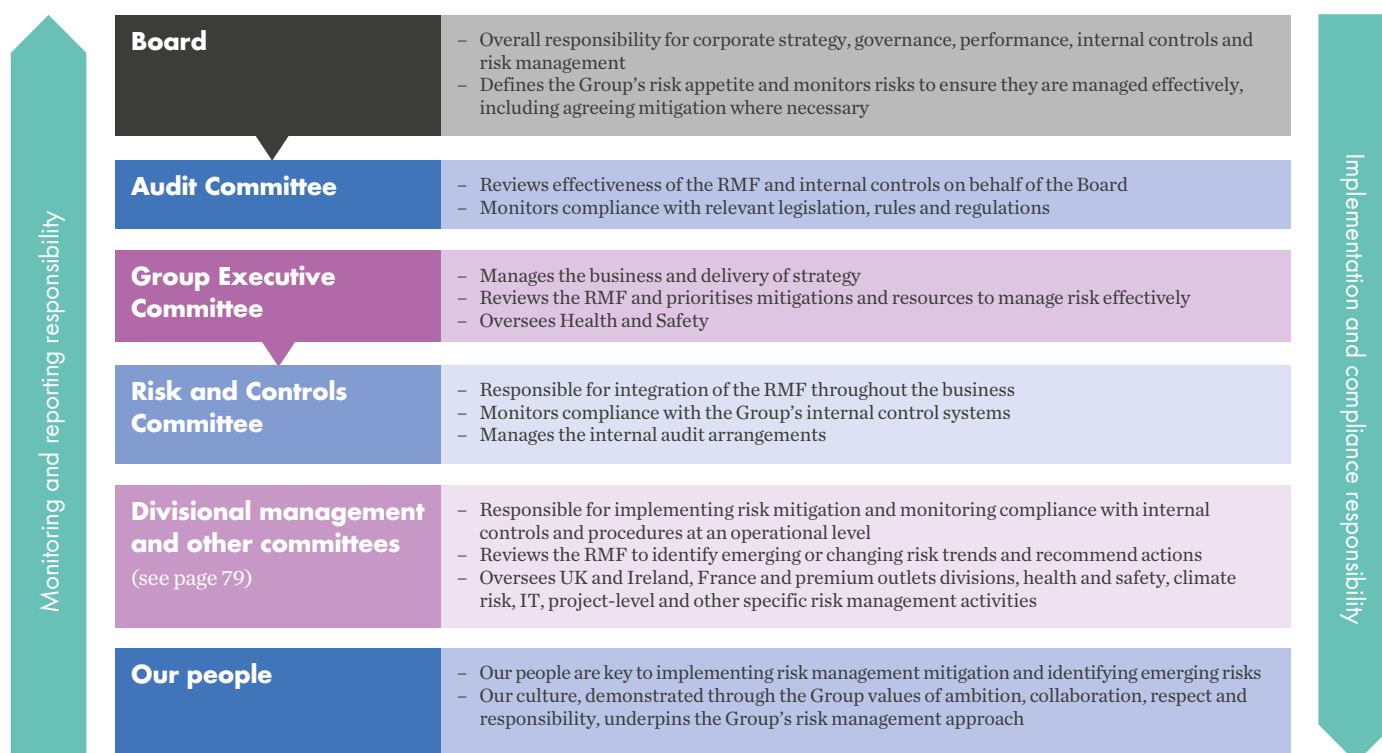 Monitoring and reporting responsibility
Board
– Overall responsibility for corporate strategy, governance, performance, internal controls and
risk management
– Defines the Group’s risk appetite and monitors risks to ensure they are managed effectively,
including agreeing mitigation where necessary
Audit Committee
– Reviews effectiveness of the RMF and internal controls on behalf of the Board
– Monitors compliance with relevant legislation, rules and regulations
Group Executive
Committee
– Manages the business and delivery of strategy
– Reviews the RMF and prioritises mitigations and resources to manage risk effectively
– Oversees Health and Safety
Risk and Controls
Committee
– Responsible for integration of the RMF throughout the business
– Monitors compliance with the Group’s internal control systems
– Manages the internal audit arrangements
Divisional management
and other committees
(see page 79)
– Responsible for implementing risk mitigation and monitoring compliance with internal
controls and procedures at an operational level
– Reviews the RMF to identify emerging or changing risk trends and recommend actions
– Oversees UK and Ireland, France and premium outlets divisions, health and safety, climate
risk, IT, project-level and other specific risk management activities
Our people
– Our people are key to implementing risk management mitigation and identifying emerging risks
– Our culture, demonstrated through the Group values of ambition, collaboration, respect and
responsibility, underpins the Group’s risk management approach
Implementation and compliance responsibility